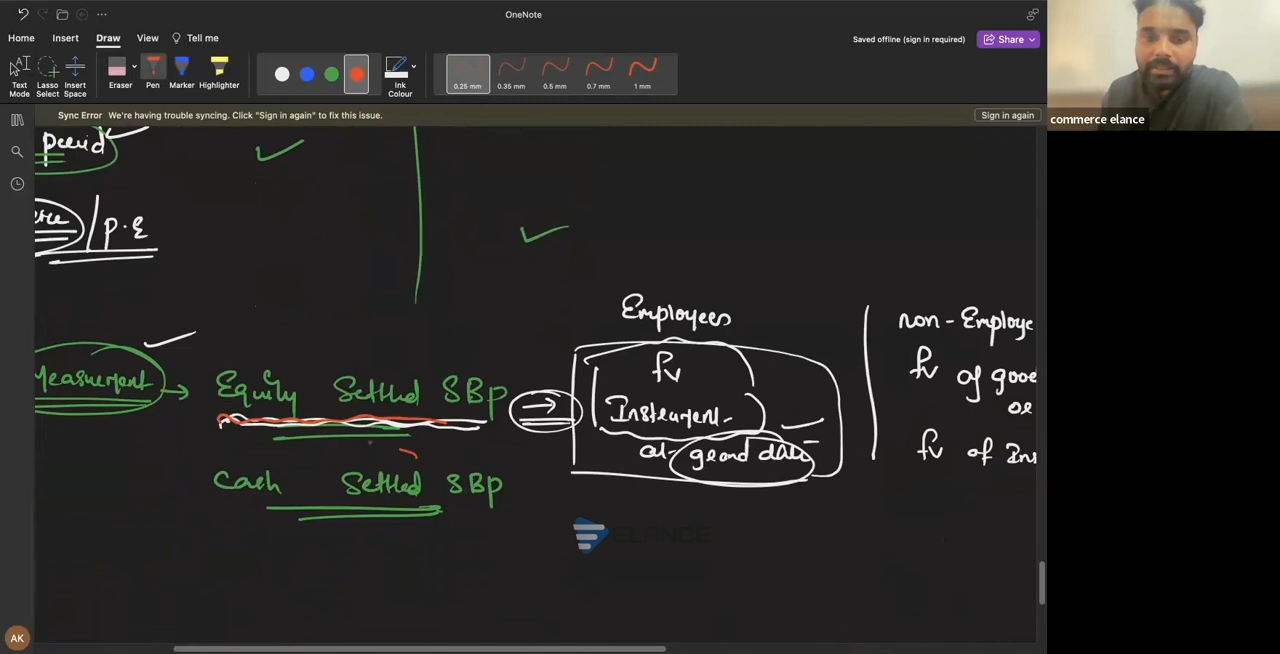 OneNote
Home Insert Draw View Tell me
Saved offline (sign in required) Share
Text Mode
Lasso Select
Insert Space
Eraser
Pen
Marker
Highlighter
Ink Colour
0.25 mm
0.35 mm
0.5 mm
0.7 mm
1 mm
Sync Error We're having trouble syncing. Click "Sign in again" to fix this issue. Sign in again
commerce elance
/ P.E
Employees
non-Employe
Measurement → Equity Settled SBP → fv
Instrument
at grand date
Cash Settled SBP
fv of good
or
fv of Ins
ELANCE
AK